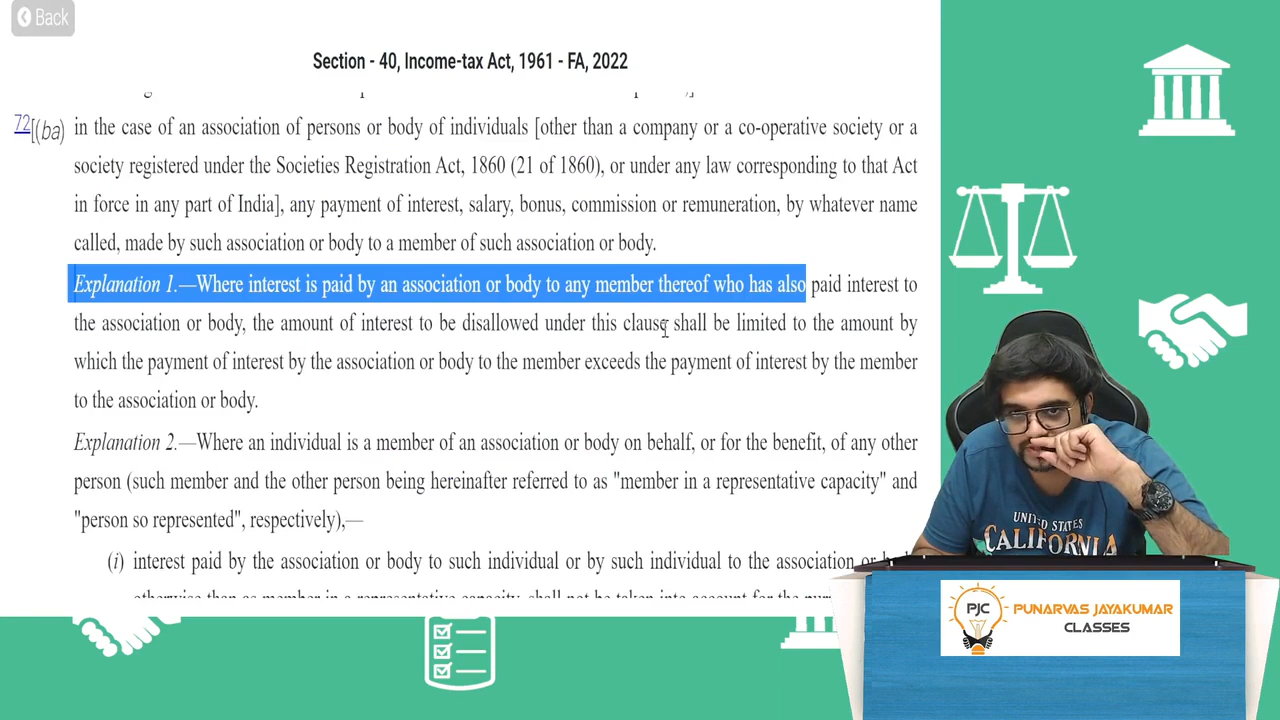 Back
Section - 40, Income-tax Act, 1961 - FA, 2022
72[(ba) in the case of an association of persons or body of individuals [other than a company or a co-operative society or a
society registered under the Societies Registration Act, 1860 (21 of 1860), or under any law corresponding to that Act
in force in any part of India], any payment of interest, salary, bonus, commission or remuneration, by whatever name
called, made by such association or body to a member of such association or body.
Explanation 1.—Where interest is paid by an association or body to any member thereof who has also paid interest to
the association or body, the amount of interest to be disallowed under this clause shall be limited to the amount by
which the payment of interest by the association or body to the member exceeds the payment of interest by the member
to the association or body.
Explanation 2.—Where an individual is a member of an association or body on behalf, or for the benefit, of any other
person (such member and the other person being hereinafter referred to as "member in a representative capacity" and
"person so represented", respectively),—
(i) interest paid by the association or body to such individual or by such individual to the association or
UNITED STATES
CALIFORNIA
PJC
PUNARVAS JAYAKUMAR
CLASSES